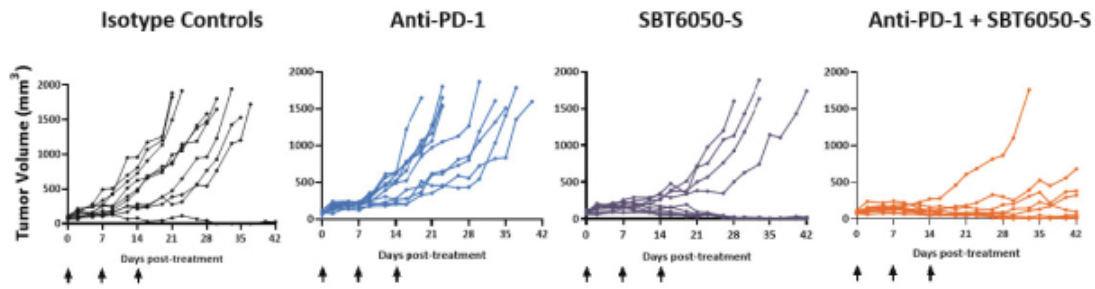 Isotype Controls
Anti-PD-1
SBT6050-S
Anti-PD-1 + SBT6050-S
Tumor Volume (mm³)
2000
1500
1000
500
0
0 7 14 21 28 35 42
Days post-treatment
2000
1500
1000
500
0
0 7 14 21 28 35 42
Days post-treatment
2000
1500
1000
500
0
0 7 14 21 28 35 42
Days post-treatment
2000
1500
1000
500
0
0 7 14 21 28 35 42
Days post-treatment